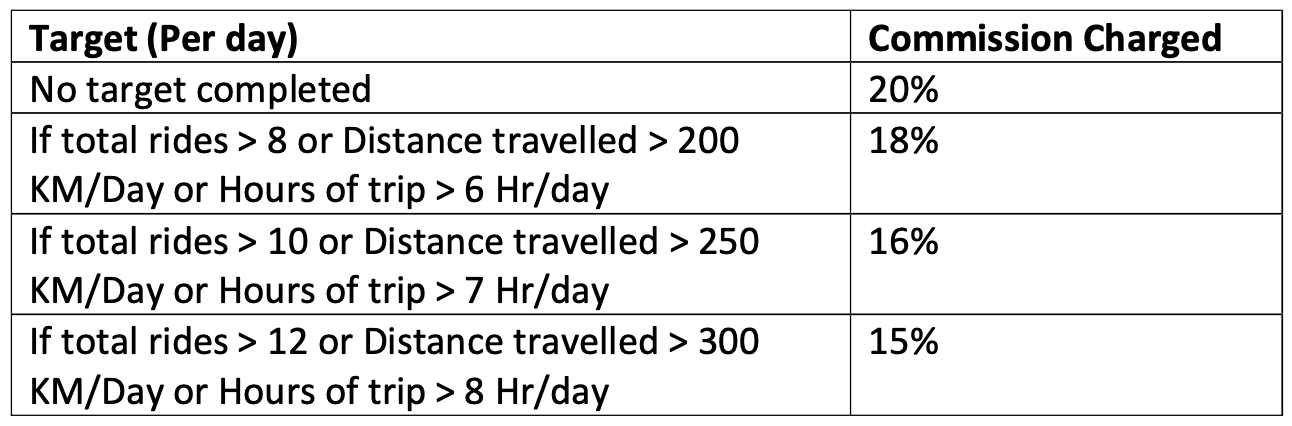 Target (Per day) Commission Charged
No target completed 20%
If total rides > 8 or Distance travelled > 200 18%
KM/Day or Hours of trip > 6 Hr/day
If total rides > 10 or Distance travelled > 250 16%
KM/Day or Hours of trip > 7 Hr/day
If total rides > 12 or Distance travelled > 300 15%
KM/Day or Hours of trip > 8 Hr/day